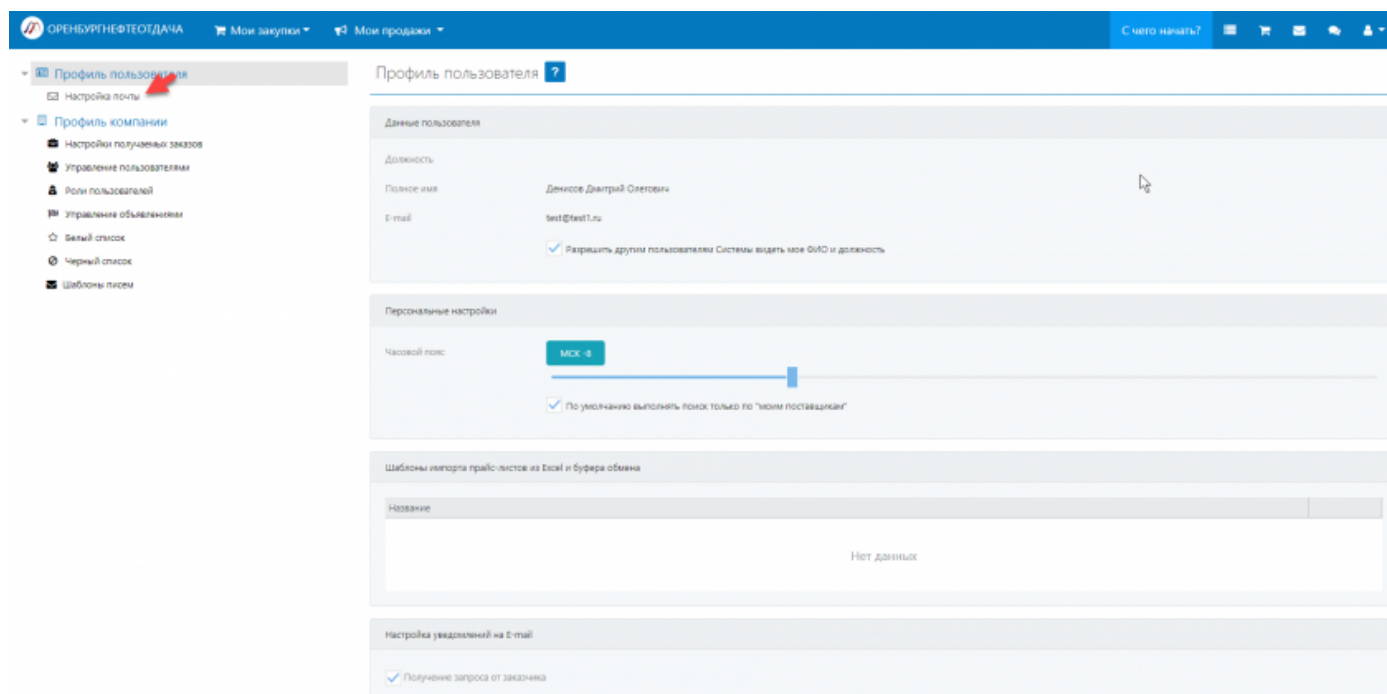 ОРЕНБУРГНЕФТЕОТДАЧА Мои закупки Мои продажи С чего начать?
Профиль пользователя
Настройка почты
Профиль компании
Настройки получаемых заказов
Управление пользователями
Роли пользователей
Управление объявлениями
Белый список
Черный список
Шаблоны писем
Профиль пользователя ?
Данные пользователя
Должность
Полное имя Денисов Дмитрий Олегович
E-mail test@test1.ru
Разрешить другим пользователям Системы видеть мое ФИО и должность
Персональные настройки
Часовой пояс МСК -8
По умолчанию выполнять поиск только по "моим поставщикам"
Шаблоны импорта прайс-листов из Excel и буфера обмена
Название
Нет данных
Настройка уведомлений на E-mail
Получение запроса от заказчика